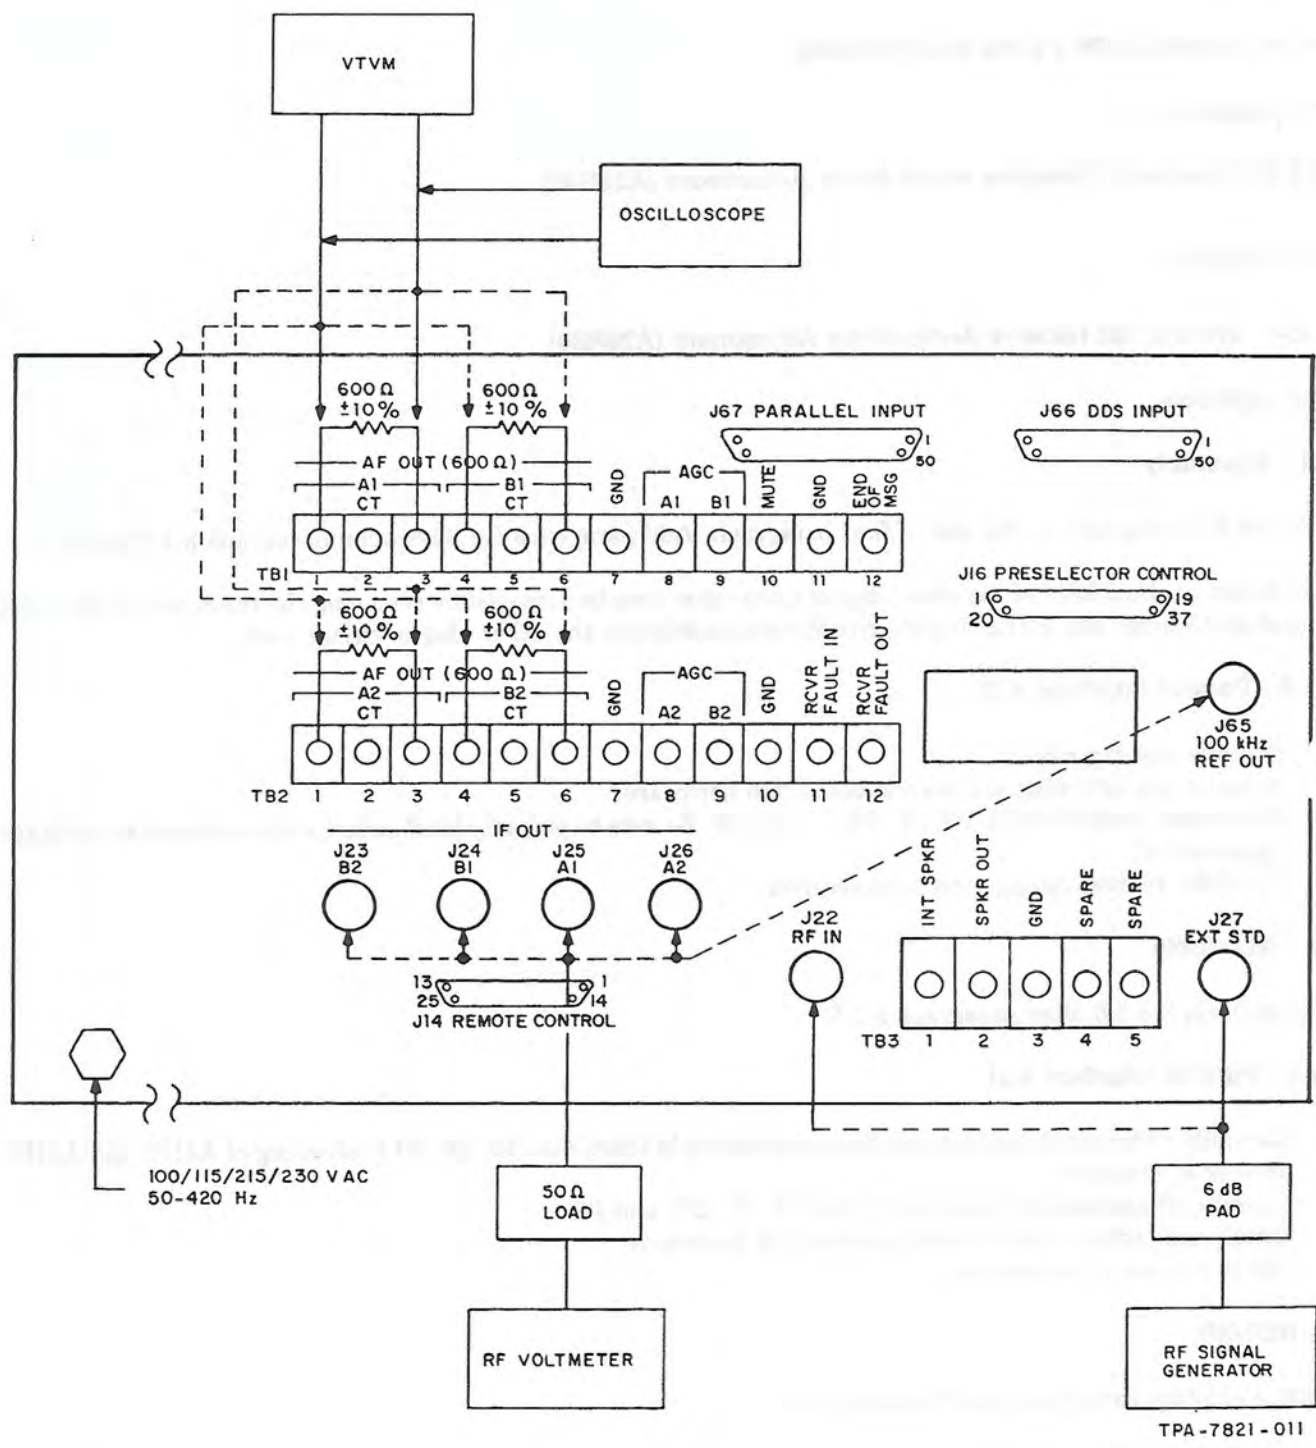 VTVM
OSCILLOSCOPE
600 Ω
±10 %
600 Ω
±10 %
J67 PARALLEL INPUT
1
50
J66 DDS INPUT
1
50
AF OUT (600 Ω)
A1
CT
B1
CT
GND
AGC
A1
B1
MUTE
GND
END
OF
MSG
TB1
1 2 3 4 5 6 7 8 9 10 11 12
J16 PRESELECTOR CONTROL
1
20
19
37
600 Ω
±10%
600 Ω
±10%
AF OUT (600 Ω)
A2
CT
B2
CT
GND
AGC
A2
B2
GND
RCVR
FAULT IN
RCVR
FAULT OUT
J65
100 kHz
REF OUT
TB2
1 2 3 4 5 6 7 8 9 10 11 12
IF OUT
J23
B2
J24
B1
J25
A1
J26
A2
J22
RF IN
INT SPKR
SPKR OUT
GND
SPARE
SPARE
J27
EXT STD
13
25
1
14
J14 REMOTE CONTROL
TB3
1 2 3 4 5
100/115/215/230 VAC
50-420 Hz
50 Ω
LOAD
6 dB
PAD
RF VOLTMETER
RF SIGNAL
GENERATOR
TPA-7821-011